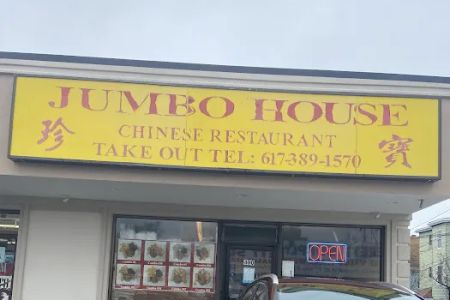 JUMBO HOUSE
珍 CHINESE RESTAURANT 寶
TAKE OUT TEL: 617-389-1570
OPEN